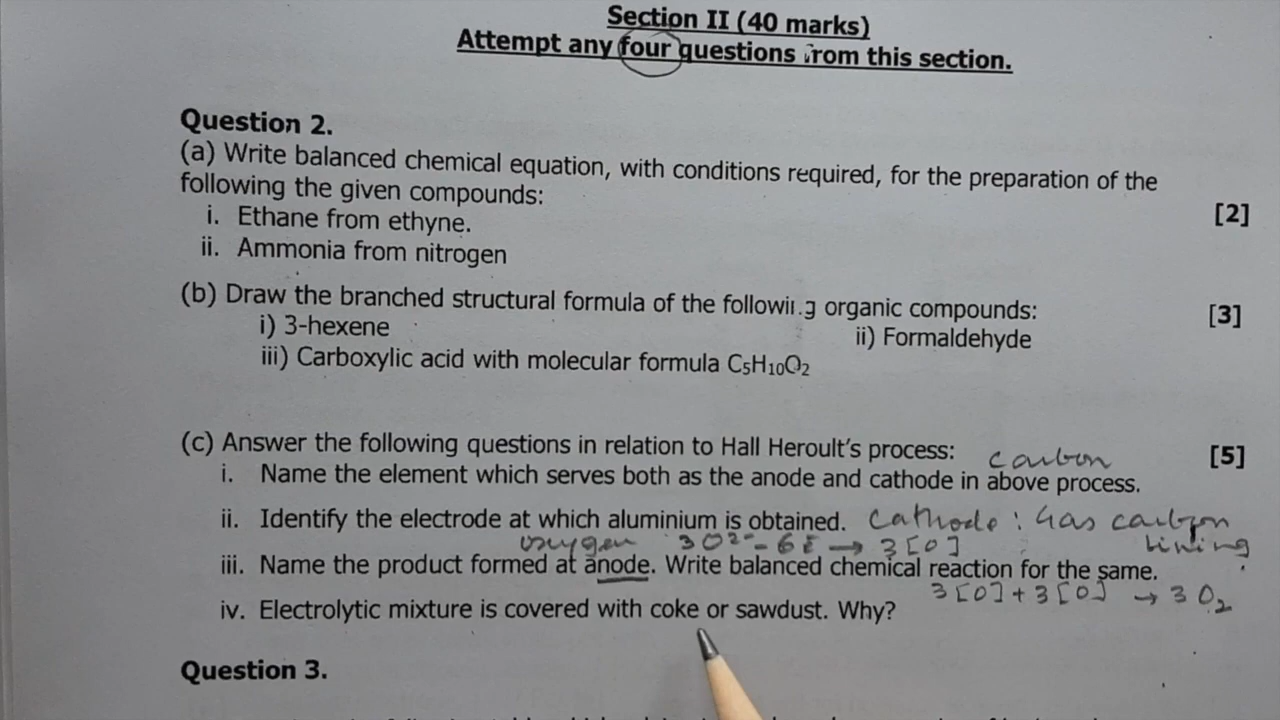 Section II (40 marks)
Attempt any four questions from this section.
Question 2.
(a) Write balanced chemical equation, with conditions required, for the preparation of the
following the given compounds:
[2]
i. Ethane from ethyne.
ii. Ammonia from nitrogen
(b) Draw the branched structural formula of the following organic compounds:
[3]
i) 3-hexene
ii) Formaldehyde
iii) Carboxylic acid with molecular formula C₅H₁₀O₂
(c) Answer the following questions in relation to Hall Heroult's process:
carbon
[5]
i. Name the element which serves both as the anode and cathode in above process.
ii. Identify the electrode at which aluminium is obtained. Cathode: Gas carbon
lining
oxygen 3O²⁻ - 6e̅ → 3[O]
iii. Name the product formed at anode. Write balanced chemical reaction for the same.
3[O] + 3[O] → 3O₂
iv. Electrolytic mixture is covered with coke or sawdust. Why?
Question 3.